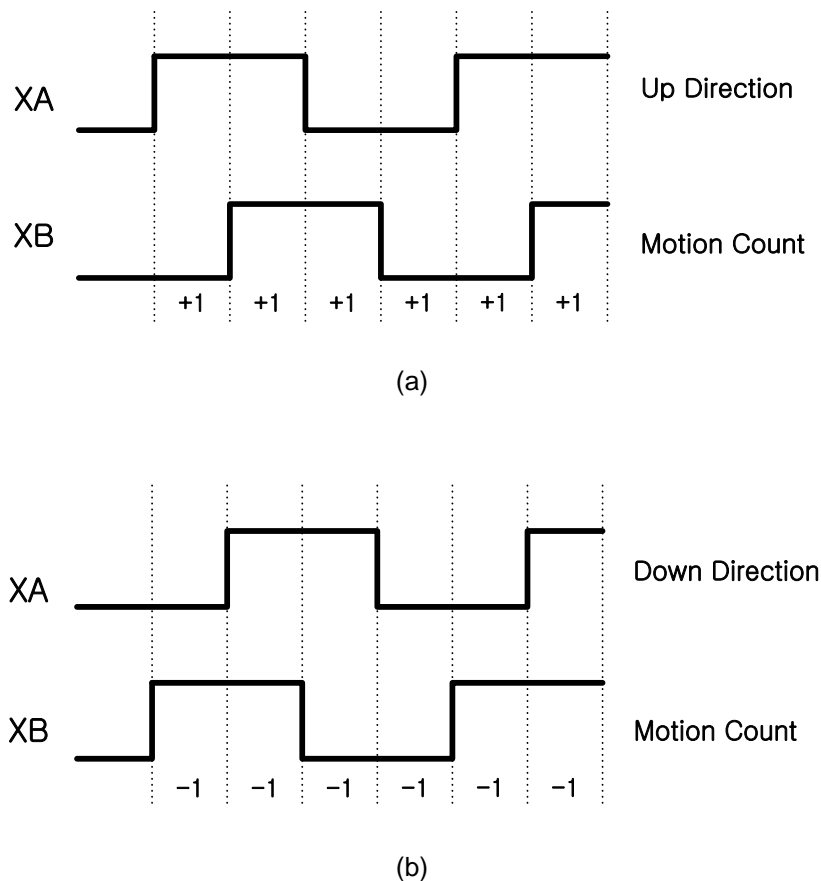 XA
Up Direction
XB
Motion Count
+1 +1 +1 +1 +1 +1
(a)
XA
Down Direction
XB
Motion Count
−1 −1 −1 −1 −1 −1
(b)